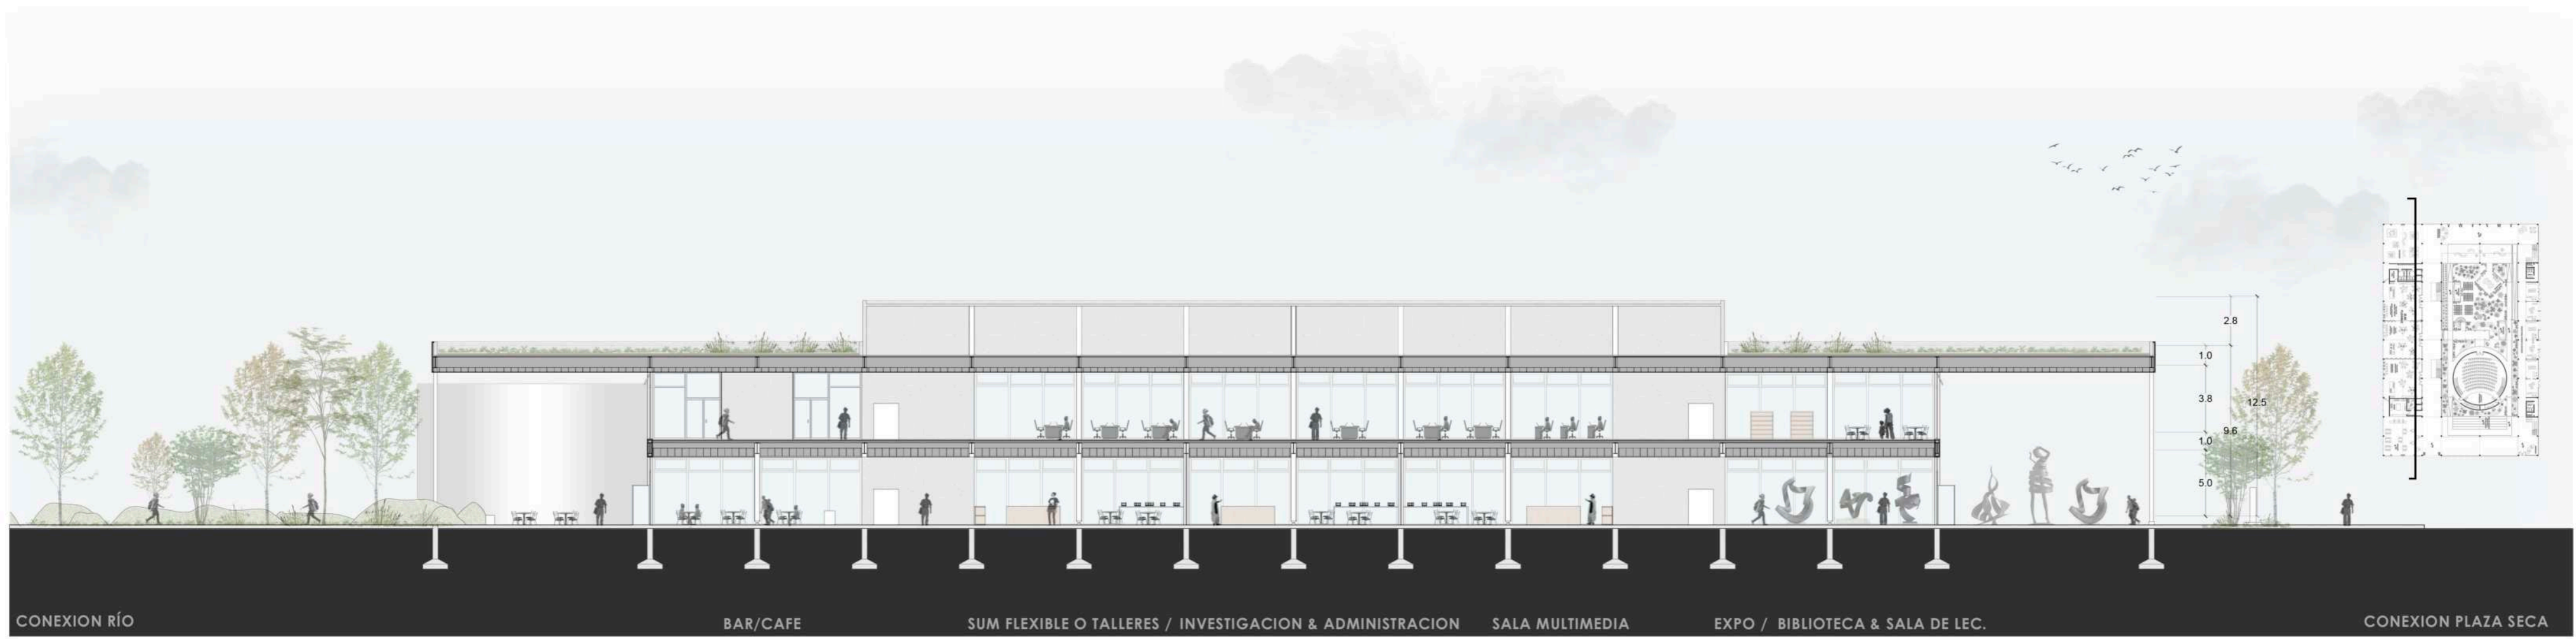 2.8
1.0
3.8
12.5
9.6
1.0
5.0
CONEXION RÍO
BAR/CAFE
SUM FLEXIBLE O TALLERES / INVESTIGACION & ADMINISTRACION
SALA MULTIMEDIA
EXPO / BIBLIOTECA & SALA DE LEC.
CONEXION PLAZA SECA